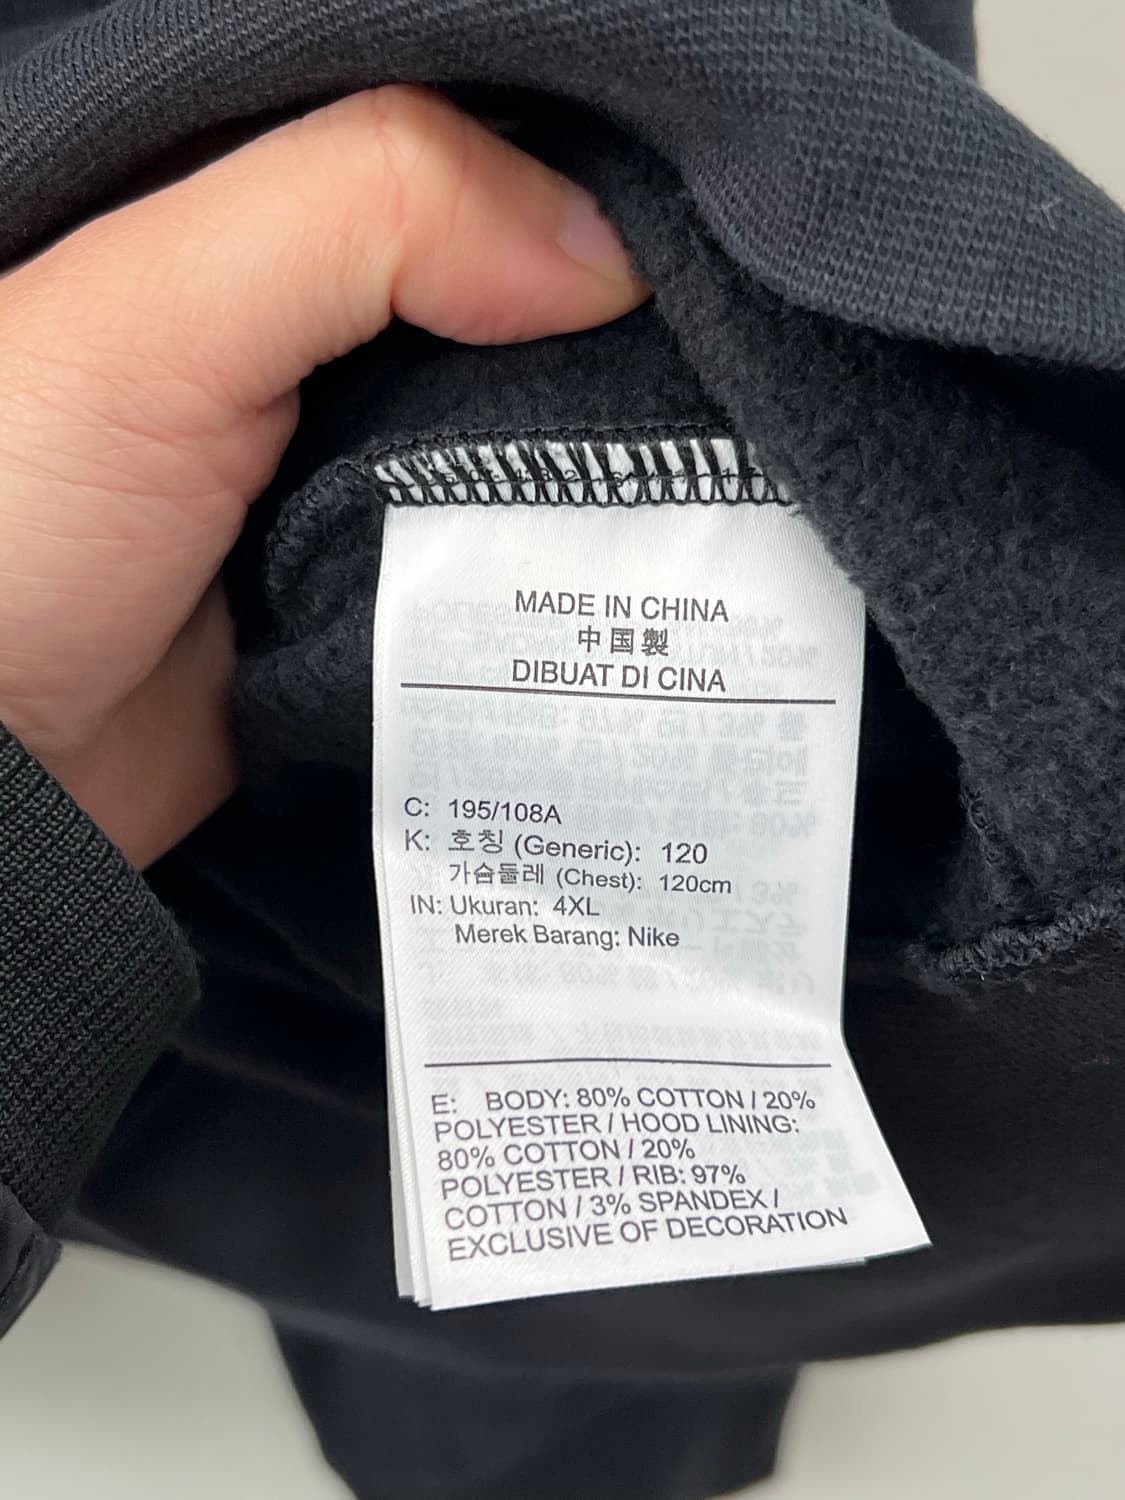 MADE IN CHINA
中国製
DIBUAT DI CINA
C: 195/108A
K: 호칭 (Generic): 120
가슴둘레 (Chest): 120cm
IN: Ukuran: 4XL
Merek Barang: Nike
E: BODY: 80% COTTON / 20%
POLYESTER / HOOD LINING:
80% COTTON / 20%
POLYESTER / RIB: 97%
COTTON / 3% SPANDEX /
EXCLUSIVE OF DECORATION